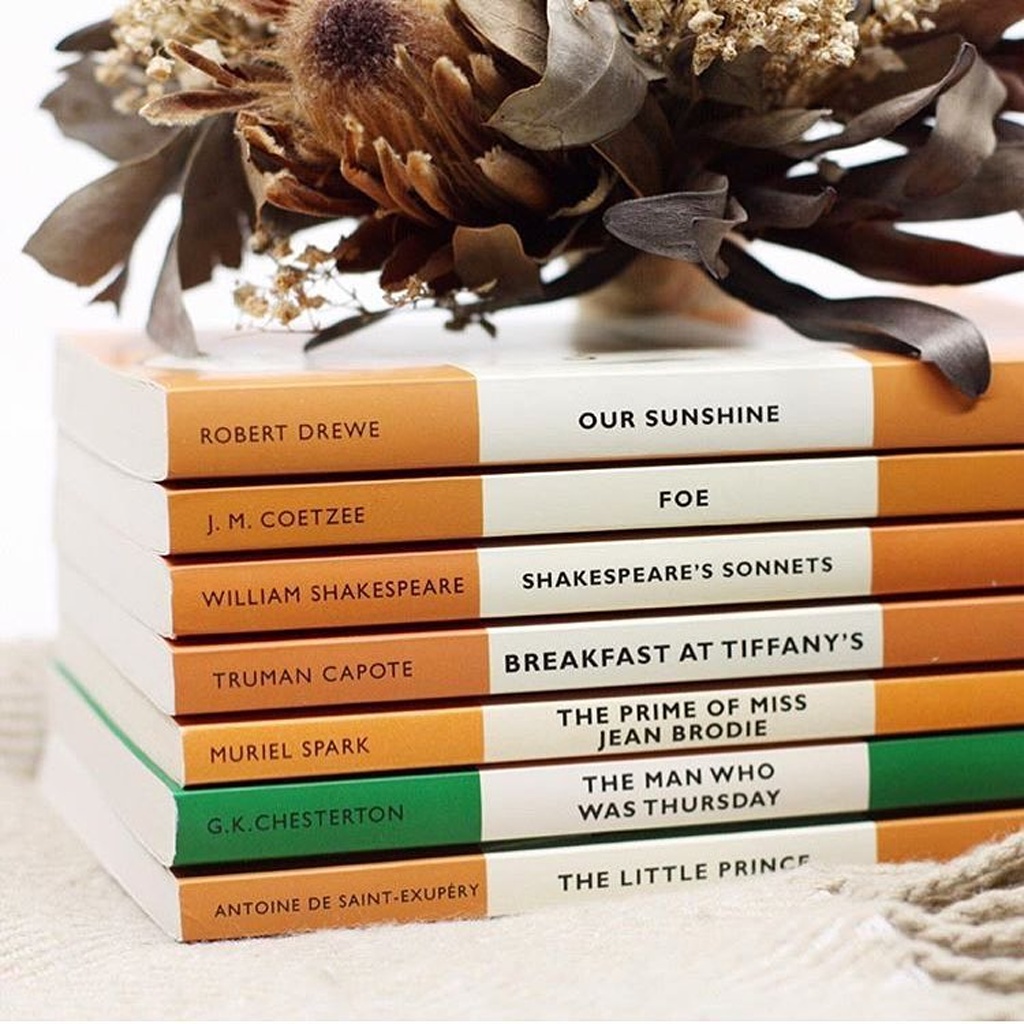 ROBERT DREWE OUR SUNSHINE
J. M. COETZEE FOE
WILLIAM SHAKESPEARE SHAKESPEARE'S SONNETS
TRUMAN CAPOTE BREAKFAST AT TIFFANY'S
MURIEL SPARK THE PRIME OF MISS
JEAN BRODIE
G.K.CHESTERTON THE MAN WHO
WAS THURSDAY
ANTOINE DE SAINT-EXUPÉRY THE LITTLE PRINCE